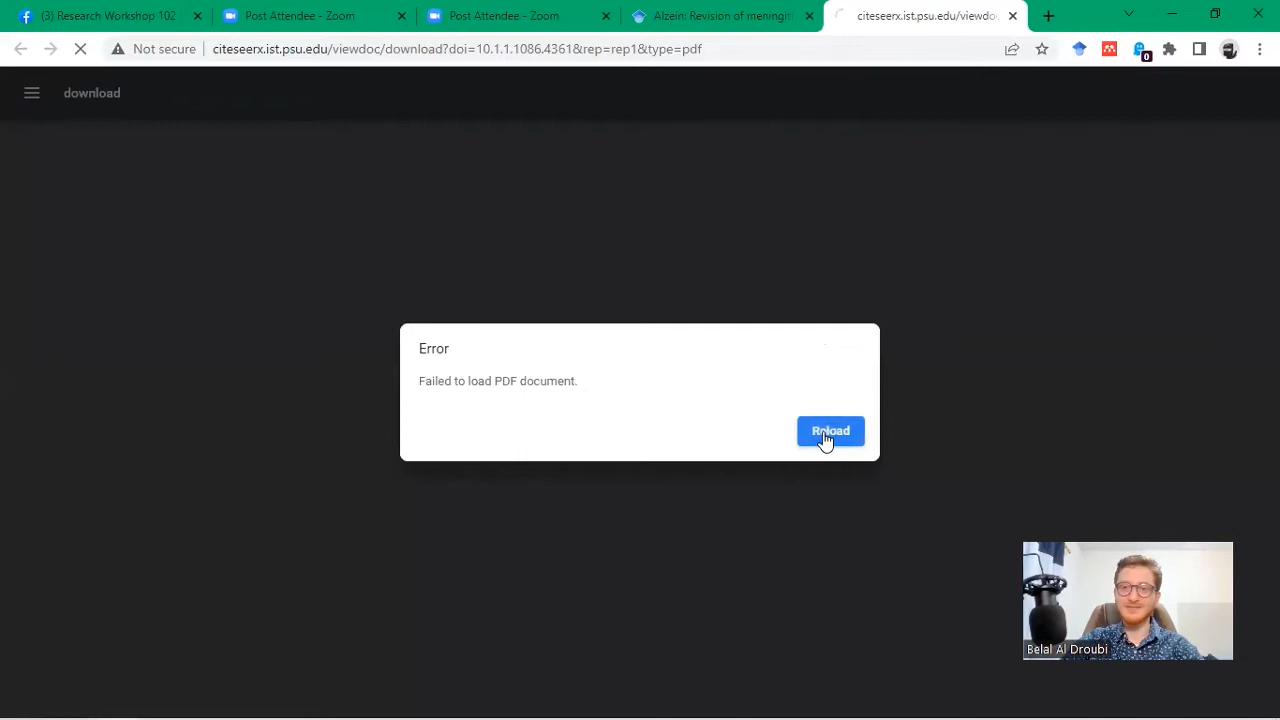 (3) Research Workshop 102
Post Attendee - Zoom
Post Attendee - Zoom
Alzein: Revision of meningit
citeseerx.ist.psu.edu/viewdoc
Not secure
citeseerx.ist.psu.edu/viewdoc/download?doi=10.1.1.1086.4361&rep=rep1&type=pdf
0
download
Error
Failed to load PDF document.
Reload
Belal Al Droubi